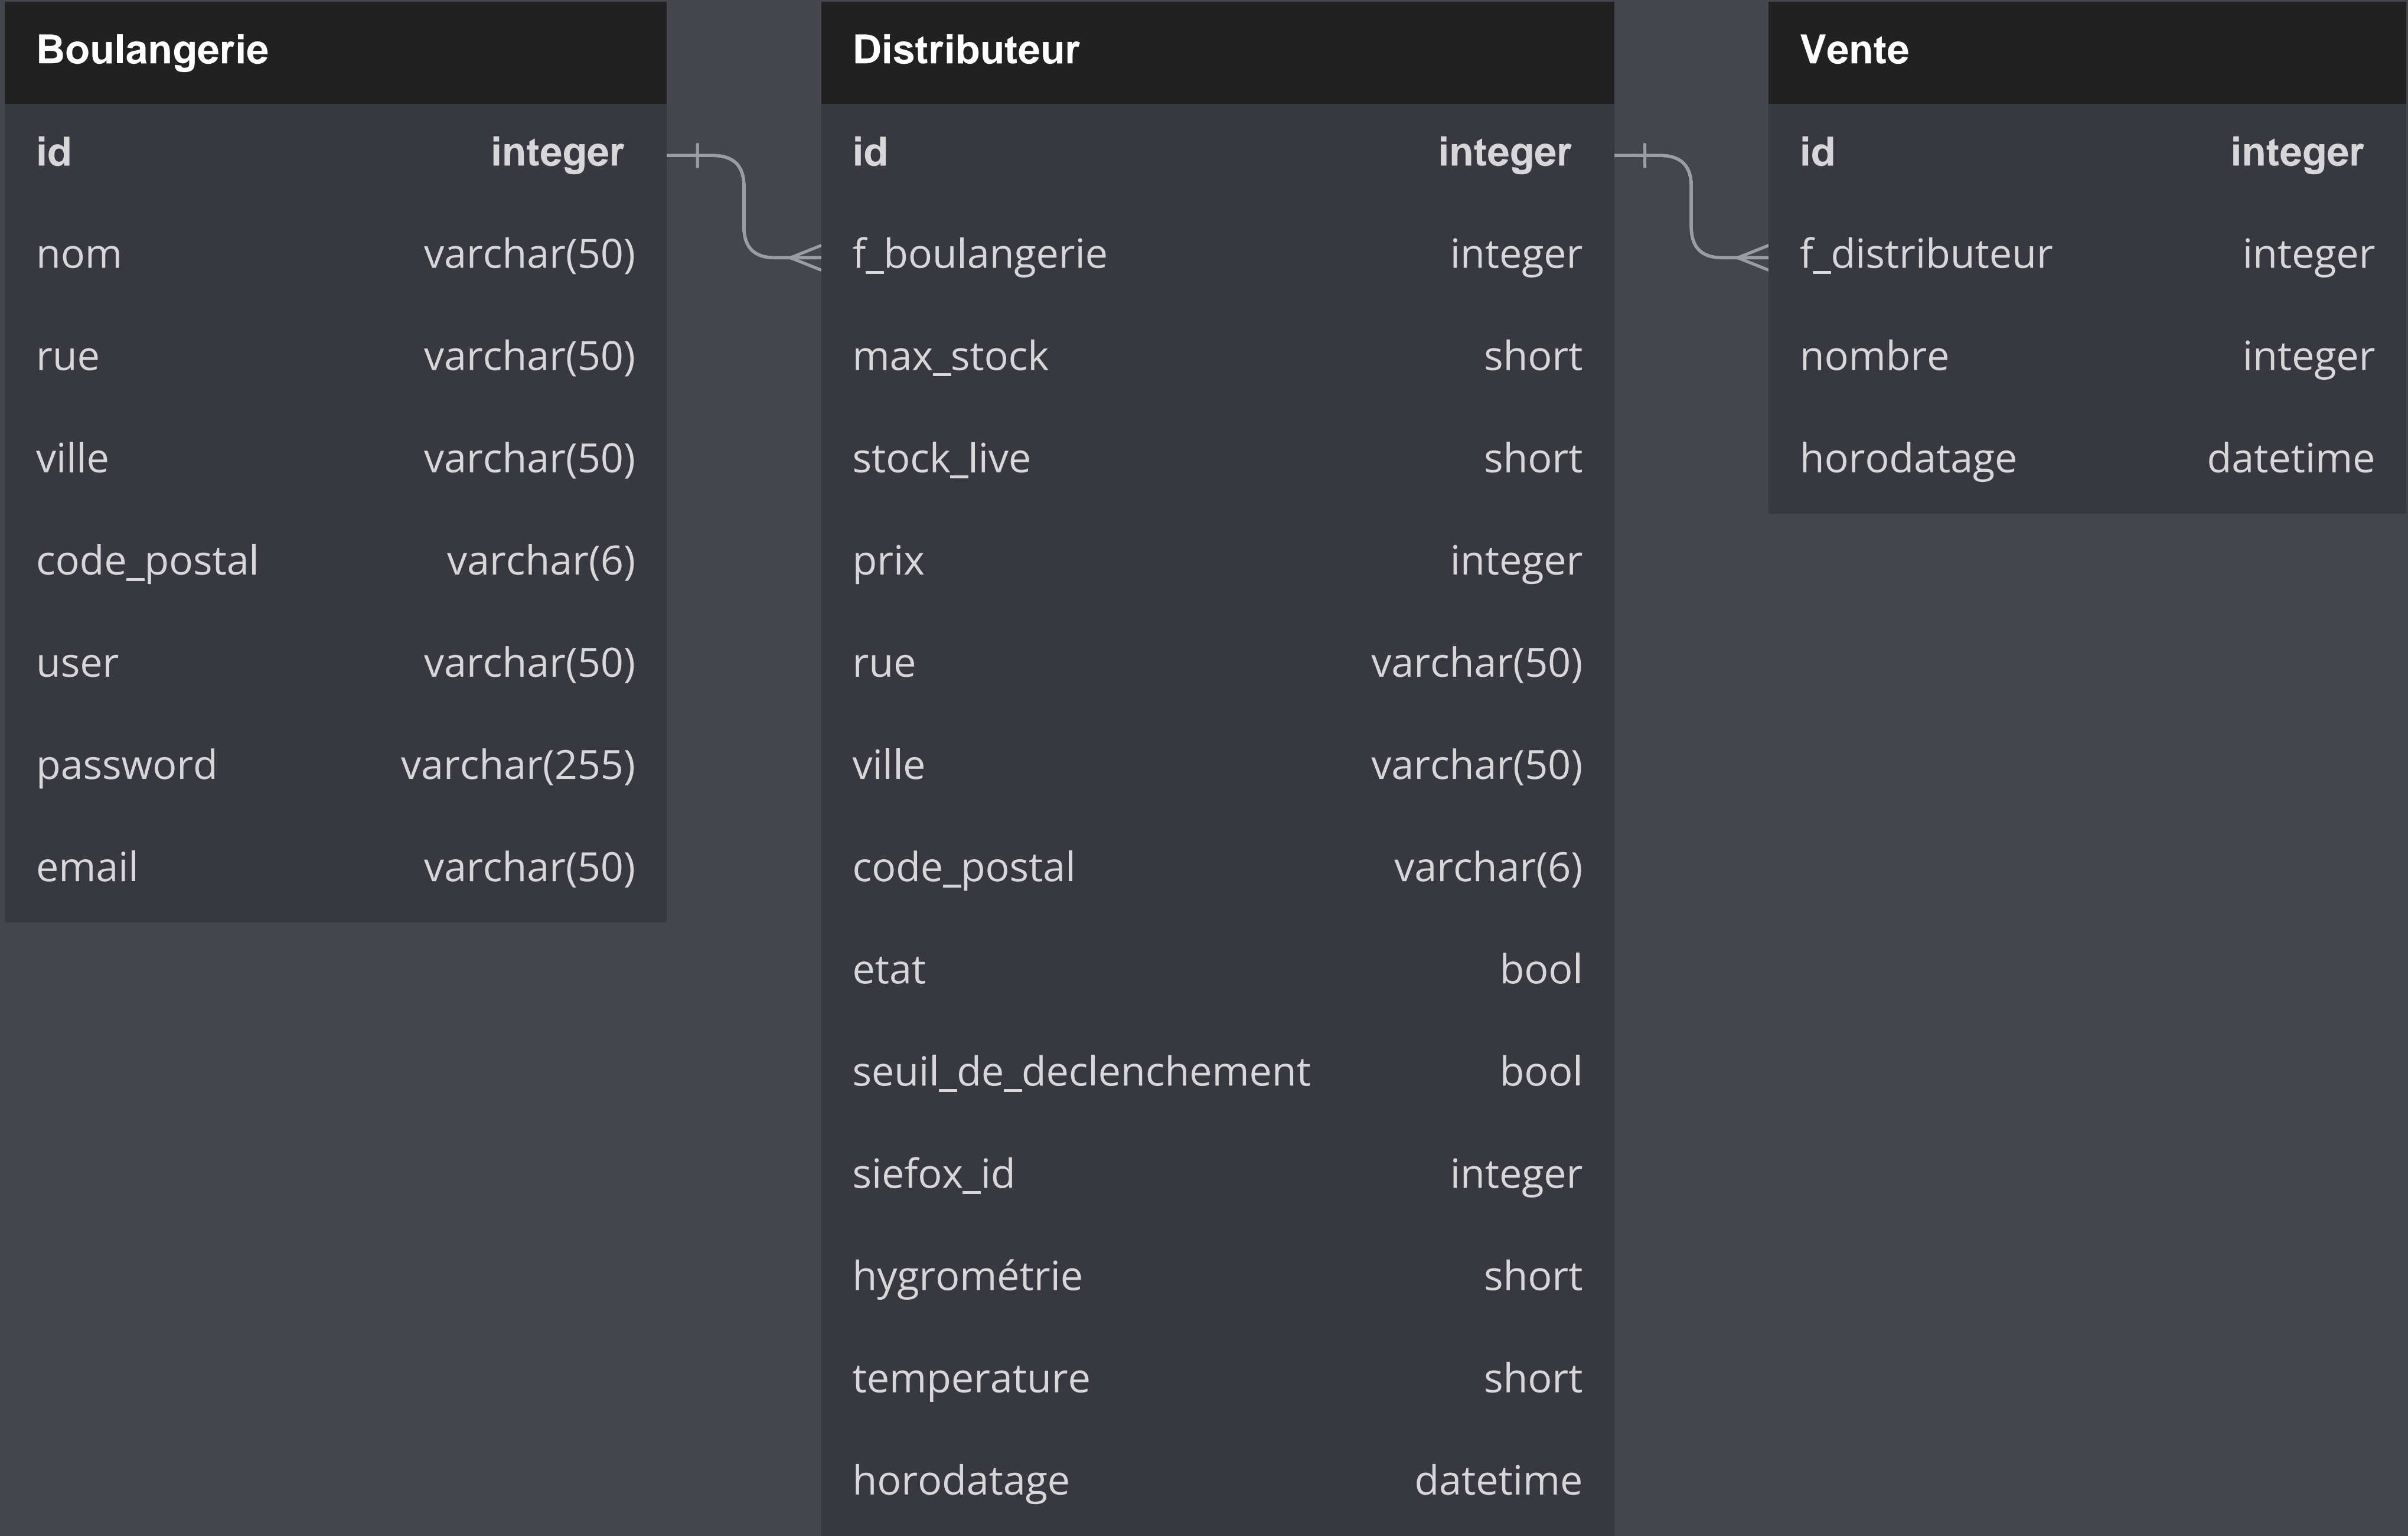 Boulangerie
id integer
nom varchar(50)
rue varchar(50)
ville varchar(50)
code_postal varchar(6)
user varchar(50)
password varchar(255)
email varchar(50)
Distributeur
id integer
f_boulangerie integer
max_stock short
stock_live short
prix integer
rue varchar(50)
ville varchar(50)
code_postal varchar(6)
etat bool
seuil_de_declenchement bool
siefox_id integer
hygrométrie short
temperature short
horodatage datetime
Vente
id integer
f_distributeur integer
nombre integer
horodatage datetime